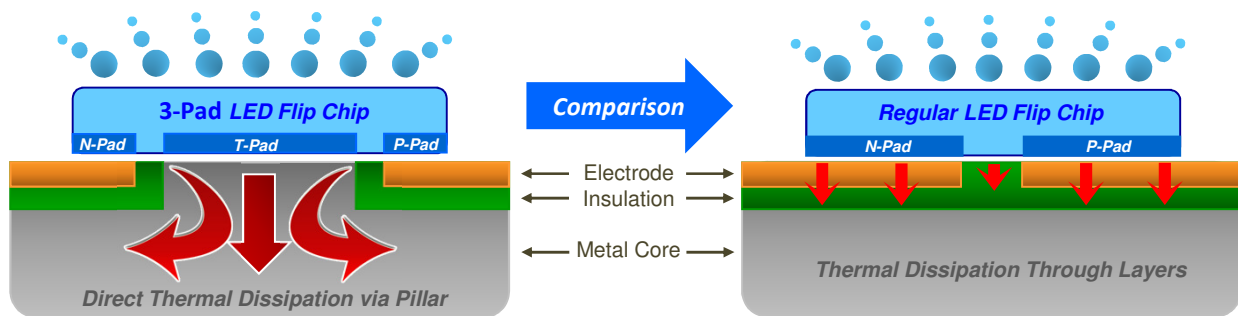 3-Pad LED Flip Chip
N-Pad
T-Pad
P-Pad
Direct Thermal Dissipation via Pillar
Comparison
Electrode
Insulation
Metal Core
Regular LED Flip Chip
N-Pad
P-Pad
Thermal Dissipation Through Layers